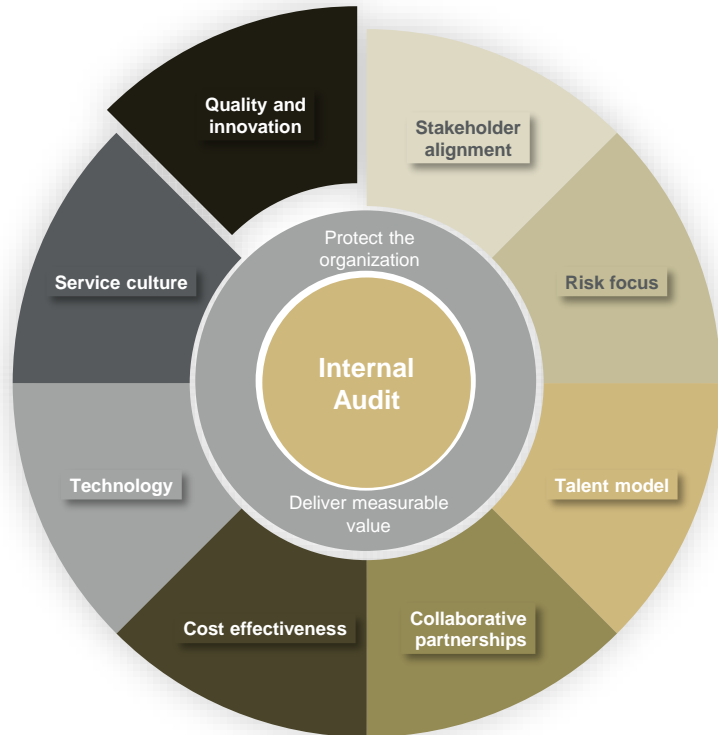 Quality and
innovation
Stakeholder
alignment
Protect the
organization
Service culture
Risk focus
Internal
Audit
Technology
Talent model
Deliver measurable
value
Cost effectiveness
Collaborative
partnerships